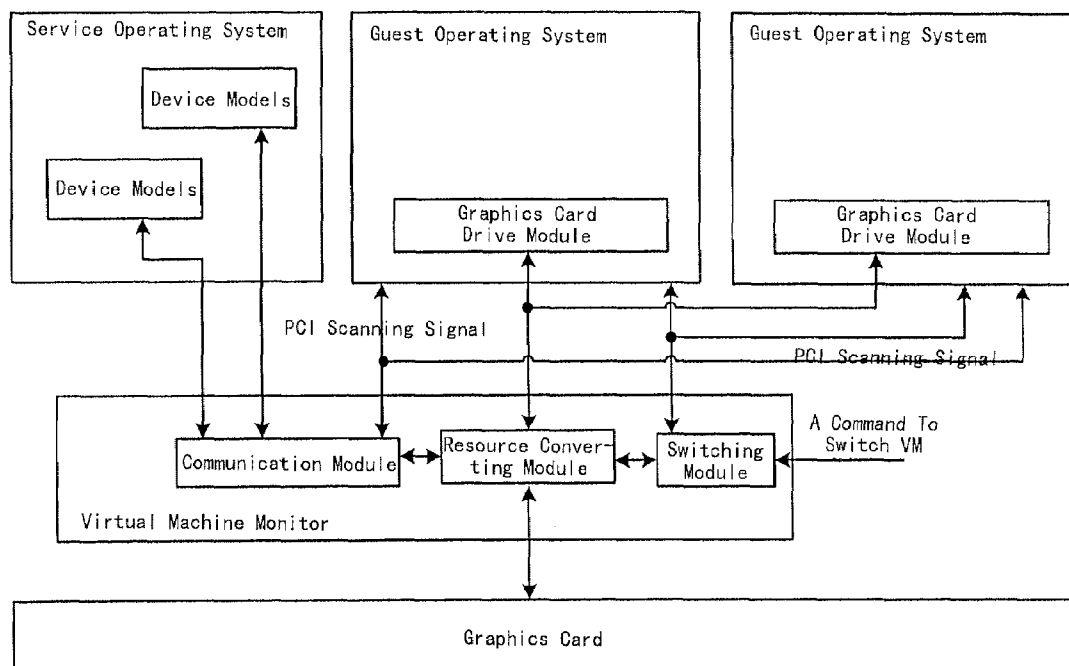 Service Operating System
Guest Operating System
Guest Operating System
Device Models
Device Models
Graphics Card
Drive Module
Graphics Card
Drive Module
PCI Scanning Signal
PCI Scanning Signal
A Command To
Switch VM
Communication Module
Resource Conver-
ting Module
Switching
Module
Virtual Machine Monitor
Graphics Card